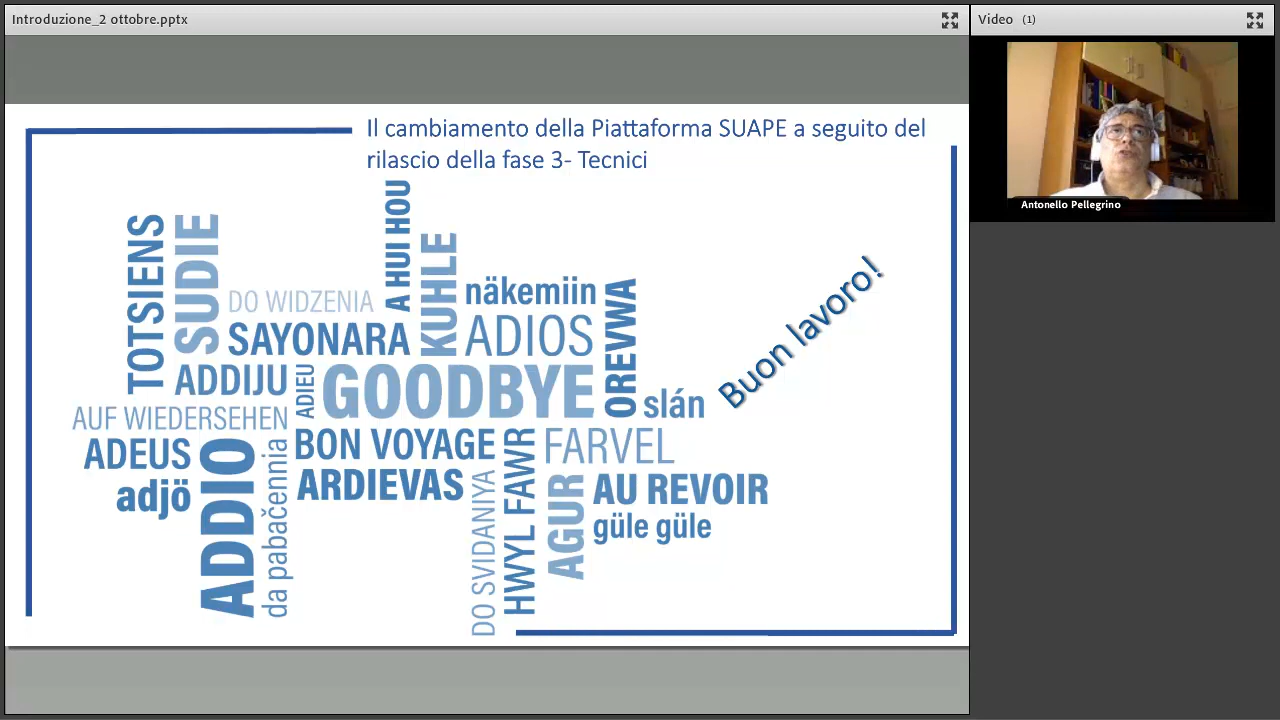 Introduzione_2 ottobre.pptx
Video (1)
Antonello Pellegrino
Il cambiamento della Piattaforma SUAPE a seguito del
rilascio della fase 3- Tecnici
TOTSIENS
SUDIE
DO WIDZENIA
A HUI HOU
KUHLE
näkemiin
SAYONARA
ADIOS
OREVWA
ADDIJU
ADIEU
GOODBYE
slán
Buon lavoro!
AUF WIEDERSEHEN
ADEUS
BON VOYAGE
FARVEL
adjö
ADDIO
da pabačennia
ARDIEVAS
DO SVIDANIYA
HWYL FAWR
AGUR
AU REVOIR
güle güle